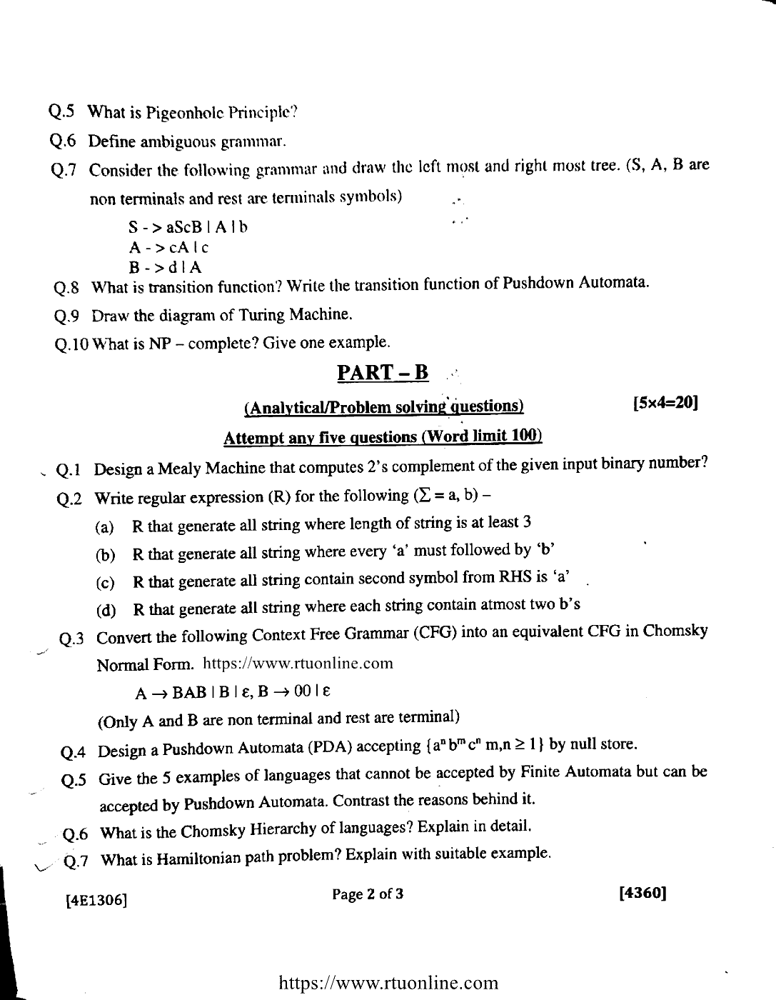 Q.5 What is Pigeonhole Principle?
Q.6 Define ambiguous grammar.
Q.7 Consider the following grammar and draw the left most and right most tree. (S, A, B are
non terminals and rest are terminals symbols)
S - > aScB | A | b
A - > cA | c
B - > d | A
Q.8 What is transition function? Write the transition function of Pushdown Automata.
Q.9 Draw the diagram of Turing Machine.
Q.10 What is NP – complete? Give one example.
PART – B
(Analytical/Problem solving questions) [5×4=20]
Attempt any five questions (Word limit 100)
Q.1 Design a Mealy Machine that computes 2's complement of the given input binary number?
Q.2 Write regular expression (R) for the following (Σ = a, b) –
(a) R that generate all string where length of string is at least 3
(b) R that generate all string where every 'a' must followed by 'b'
(c) R that generate all string contain second symbol from RHS is 'a'
(d) R that generate all string where each string contain atmost two b's
Q.3 Convert the following Context Free Grammar (CFG) into an equivalent CFG in Chomsky
Normal Form. https://www.rtuonline.com
A → BAB | B | ε, B → 00 | ε
(Only A and B are non terminal and rest are terminal)
Q.4 Design a Pushdown Automata (PDA) accepting {aⁿ bᵐ cⁿ m,n ≥ 1} by null store.
Q.5 Give the 5 examples of languages that cannot be accepted by Finite Automata but can be
accepted by Pushdown Automata. Contrast the reasons behind it.
Q.6 What is the Chomsky Hierarchy of languages? Explain in detail.
Q.7 What is Hamiltonian path problem? Explain with suitable example.
[4E1306] Page 2 of 3 [4360]
https://www.rtuonline.com